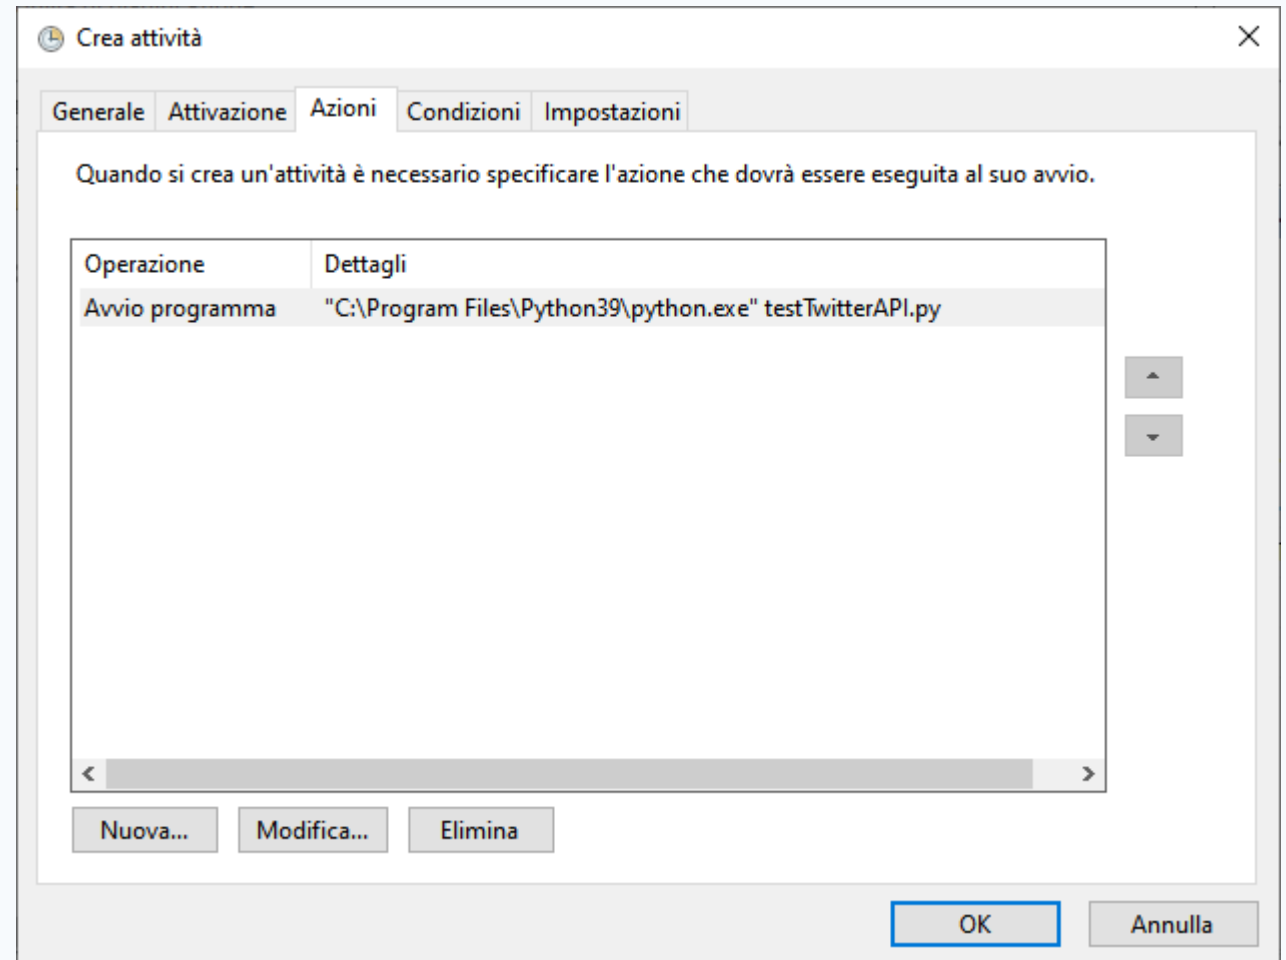 Crea attività
Generale Attivazione Azioni Condizioni Impostazioni
Quando si crea un'attività è necessario specificare l'azione che dovrà essere eseguita al suo avvio.
Operazione Dettagli
Avvio programma "C:\Program Files\Python39\python.exe" testTwitterAPI.py
Nuova... Modifica... Elimina
OK Annulla